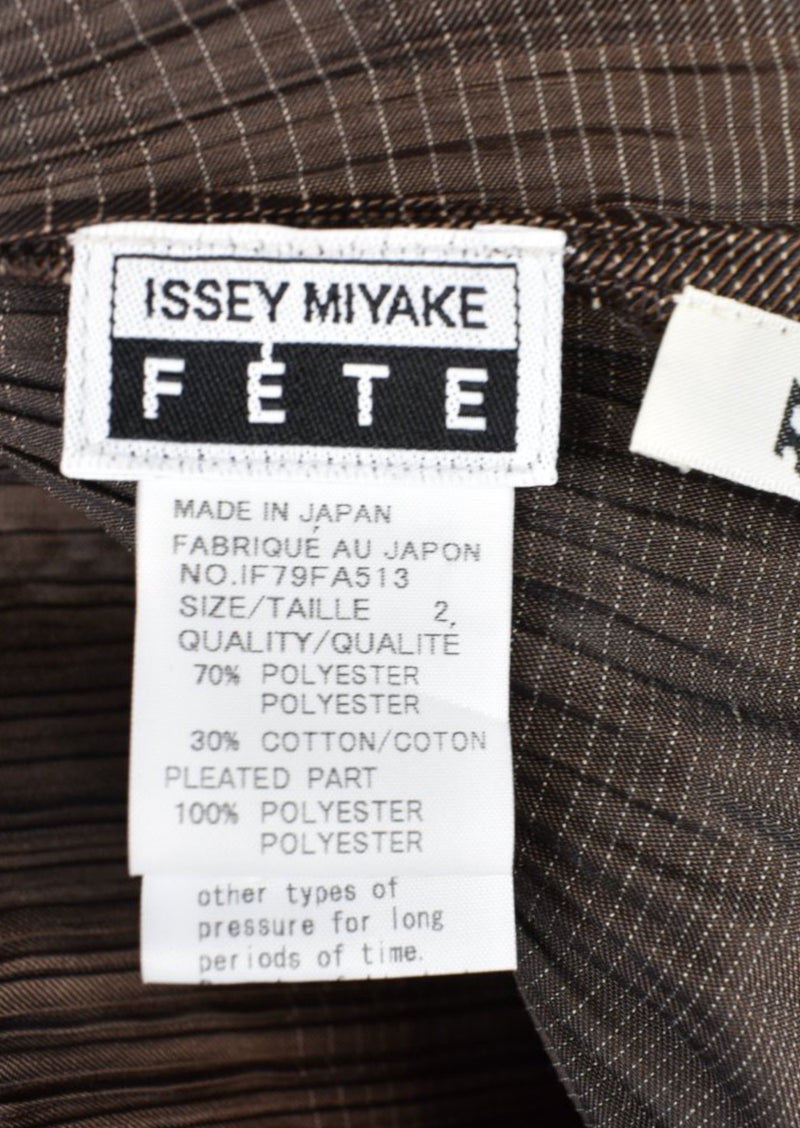 ISSEY MIYAKE
FÊTE
MADE IN JAPAN
FABRIQUÉ AU JAPON
NO.IF79FA513
SIZE/TAILLE 2
QUALITY/QUALITÉ
70% POLYESTER
POLYESTER
30% COTTON/COTON
PLEATED PART
100% POLYESTER
POLYESTER
other types of
pressure for long
periods of time.